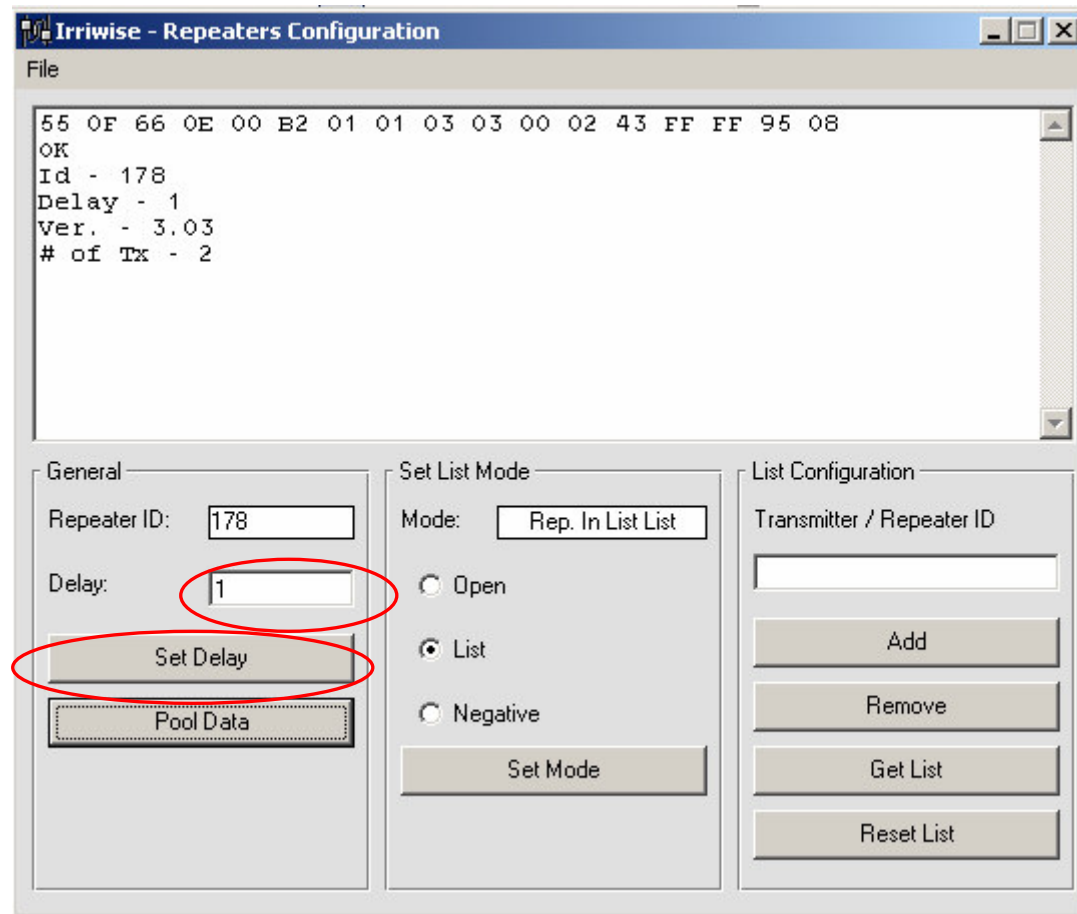 Irriwise - Repeaters Configuration
File
55 0F 66 0E 00 B2 01 01 03 03 00 02 43 FF FF 95 08
OK
Id - 178
Delay - 1
Ver. - 3.03
# of Tx - 2
General
Repeater ID: 178
Delay: 1
Set Delay
Pool Data
Set List Mode
Mode: Rep. In List List
Open
List
Negative
Set Mode
List Configuration
Transmitter / Repeater ID
Add
Remove
Get List
Reset List